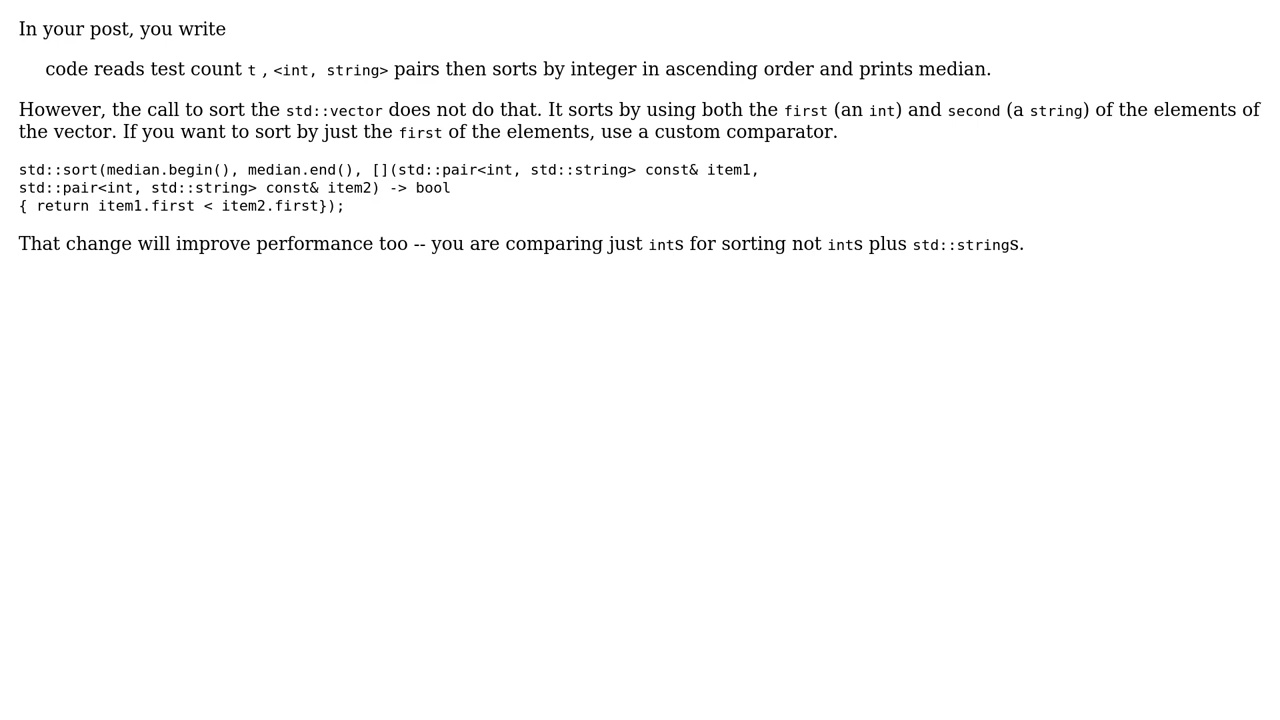 In your post, you write
code reads test count t , <int, string> pairs then sorts by integer in ascending order and prints median.
However, the call to sort the std::vector does not do that. It sorts by using both the first (an int) and second (a string) of the elements of
the vector. If you want to sort by just the first of the elements, use a custom comparator.
std::sort(median.begin(), median.end(), [](std::pair<int, std::string> const& item1,
std::pair<int, std::string> const& item2) -> bool
{ return item1.first < item2.first});
That change will improve performance too -- you are comparing just ints for sorting not ints plus std::strings.